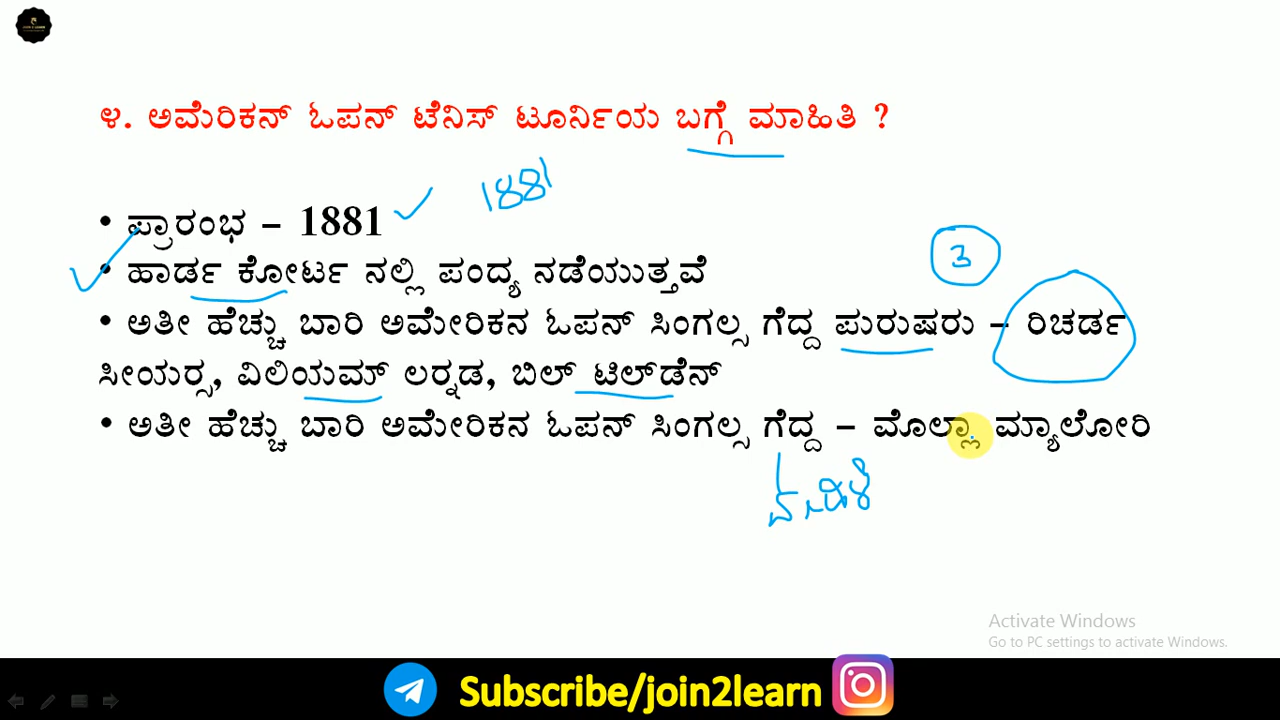 ೪. ಅಮೆರಿಕನ್ ಓಪನ್ ಟೆನಿಸ್ ಟೂರ್ನಿಯ ಬಗ್ಗೆ ಮಾಹಿತಿ ?
1881
• ಪ್ರಾರಂಭ – 1881
• ಹಾರ್ಡ ಕೋರ್ಟ ನಲ್ಲಿ ಪಂದ್ಯ ನಡೆಯುತ್ತವೆ
3
• ಅತೀ ಹೆಚ್ಚು ಬಾರಿ ಅಮೇರಿಕನ ಓಪನ್ ಸಿಂಗಲ್ಸ ಗೆದ್ದ ಪುರುಷರು – ರಿಚರ್ಡ
ಸೀಯರ‍್ಸ, ವಿಲಿಯಮ್ ಲರ‍್ನಡ, ಬಿಲ್ ಟಿಲ್‌ಡೆನ್
• ಅತೀ ಹೆಚ್ಚು ಬಾರಿ ಅಮೇರಿಕನ ಓಪನ್ ಸಿಂಗಲ್ಸ ಗೆದ್ದ – ಮೊಲ್ಲಾ ಮ್ಯಾಲೋರಿ
Activate Windows
Go to PC settings to activate Windows.
Subscribe/join2learn